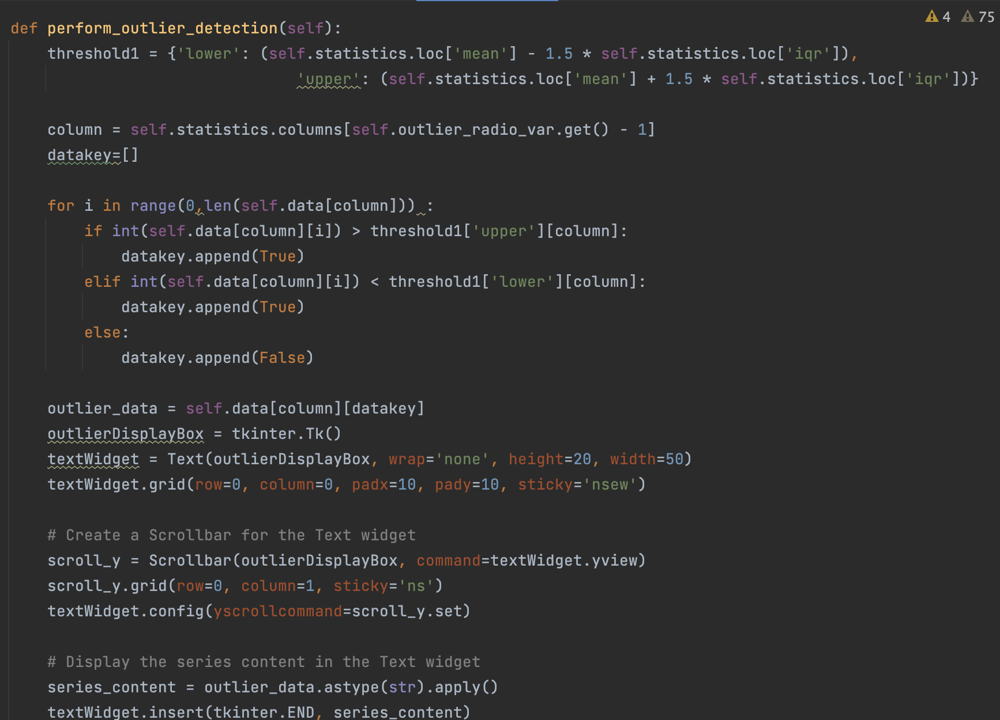 4 75
def perform_outlier_detection(self):
    threshold1 = {'lower': (self.statistics.loc['mean'] - 1.5 * self.statistics.loc['iqr']),
                           'upper': (self.statistics.loc['mean'] + 1.5 * self.statistics.loc['iqr'])}

    column = self.statistics.columns[self.outlier_radio_var.get() - 1]
    datakey=[]

    for i in range(0,len(self.data[column])) :
        if int(self.data[column][i]) > threshold1['upper'][column]:
            datakey.append(True)
        elif int(self.data[column][i]) < threshold1['lower'][column]:
            datakey.append(True)
        else:
            datakey.append(False)

    outlier_data = self.data[column][datakey]
    outlierDisplayBox = tkinter.Tk()
    textWidget = Text(outlierDisplayBox, wrap='none', height=20, width=50)
    textWidget.grid(row=0, column=0, padx=10, pady=10, sticky='nsew')

    # Create a Scrollbar for the Text widget
    scroll_y = Scrollbar(outlierDisplayBox, command=textWidget.yview)
    scroll_y.grid(row=0, column=1, sticky='ns')
    textWidget.config(yscrollcommand=scroll_y.set)

    # Display the series content in the Text widget
    series_content = outlier_data.astype(str).apply()
    textWidget.insert(tkinter.END, series_content)